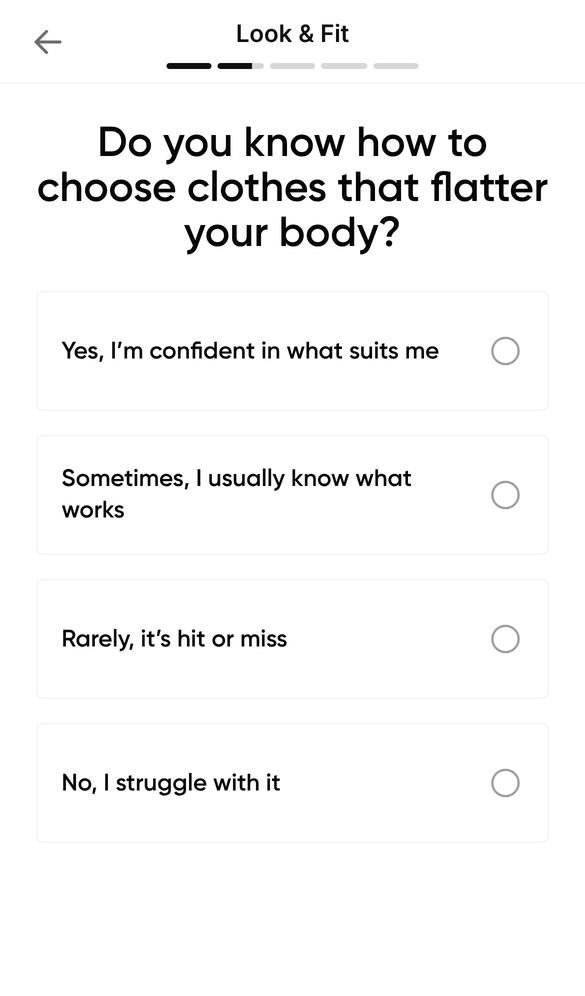 Look & Fit
Do you know how to
choose clothes that flatter
your body?
Yes, I’m confident in what suits me
Sometimes, I usually know what
works
Rarely, it’s hit or miss
No, I struggle with it